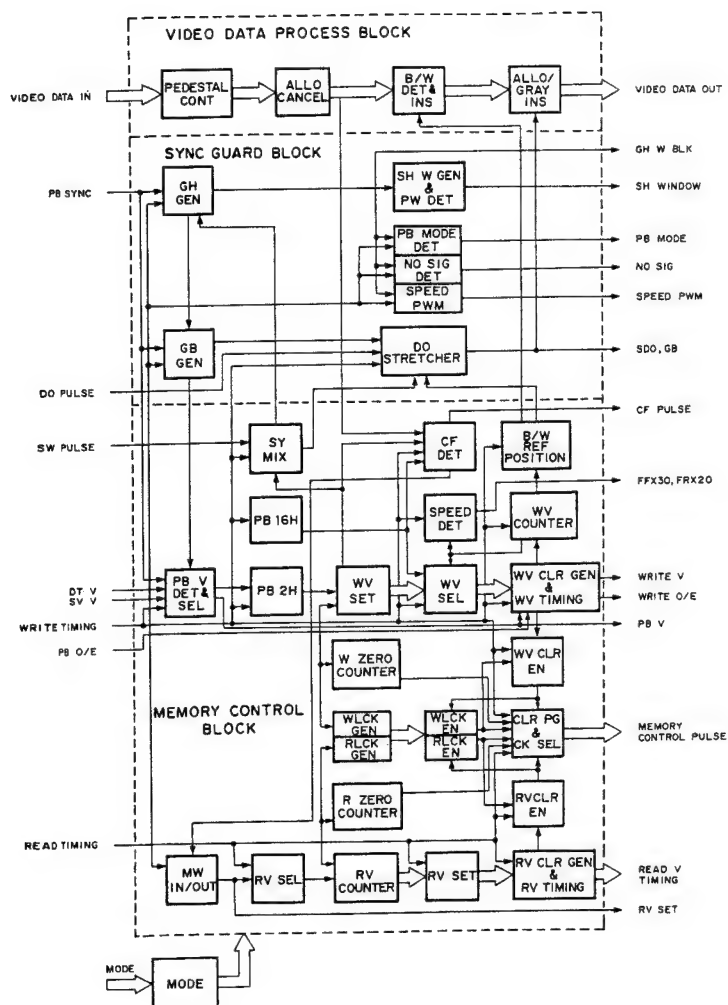 VIDEO DATA PROCESS BLOCK
VIDEO DATA IN
PEDESTAL
CONT
ALLO
CANCEL
B/W
DET &
INS
ALLO/
GRAY
INS
VIDEO DATA OUT
SYNC GUARD BLOCK
GH W BLK
PB SYNC
GH
GEN
SH W GEN
&
PW DET
SH WINDOW
PB MODE
DET
PB MODE
NO SIG
DET
NO SIG
SPEED
PWM
SPEED PWM
GB
GEN
DO
STRETCHER
SDO, GB
DO PULSE
CF PULSE
SW PULSE
SY
MIX
CF
DET
B/W
REF
POSITION
FFX30, FRX20
PB 16H
SPEED
DET
WV
COUNTER
PB V
DET &
SEL
PB 2H
WV
SET
WV
SEL
WV CLR GEN
&
WV TIMING
WRITE V
WRITE O/E
DT V
SV V
WRITE TIMING
PB V
PB O/E
W ZERO
COUNTER
WV CLR
EN
MEMORY CONTROL
BLOCK
WLCK
GEN
RLCK
GEN
WLCK
EN
RLCK
EN
CLR PG
&
CK SEL
MEMORY
CONTROL
PULSE
R ZERO
COUNTER
RVCLR
EN
READ TIMING
MW
IN/OUT
RV SEL
RV
COUNTER
RV SET
RV CLR GEN
&
RV TIMING
READ V
TIMING
RV SET
MODE
MODE